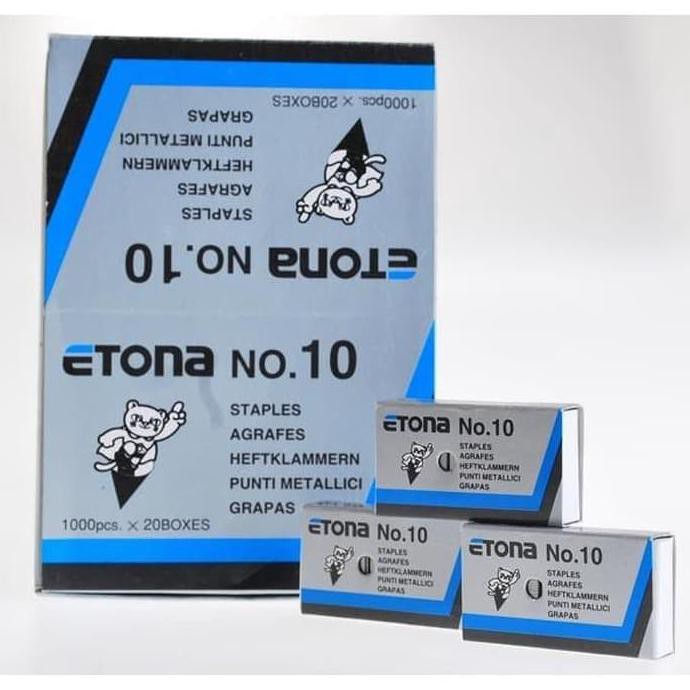 1000pcs. × 20BOXES
GRAPAS
PUNTI METALLICI
HEFTKLAMMERN
AGRAFES
STAPLES
ETONA NO.10
ETONA NO.10
STAPLES
AGRAFES
HEFTKLAMMERN
PUNTI METALLICI
GRAPAS
1000pcs. × 20BOXES
ETONA No.10
STAPLES
AGRAFES
HEFTKLAMMERN
PUNTI METALLICI
GRAPAS
ETONA No.10
STAPLES
AGRAFES
HEFTKLAMMERN
PUNTI METALLICI
GRAPAS
ETONA No.10
STAPLES
AGRAFES
HEFTKLAMMERN
PUNTI METALLICI
GRAPAS